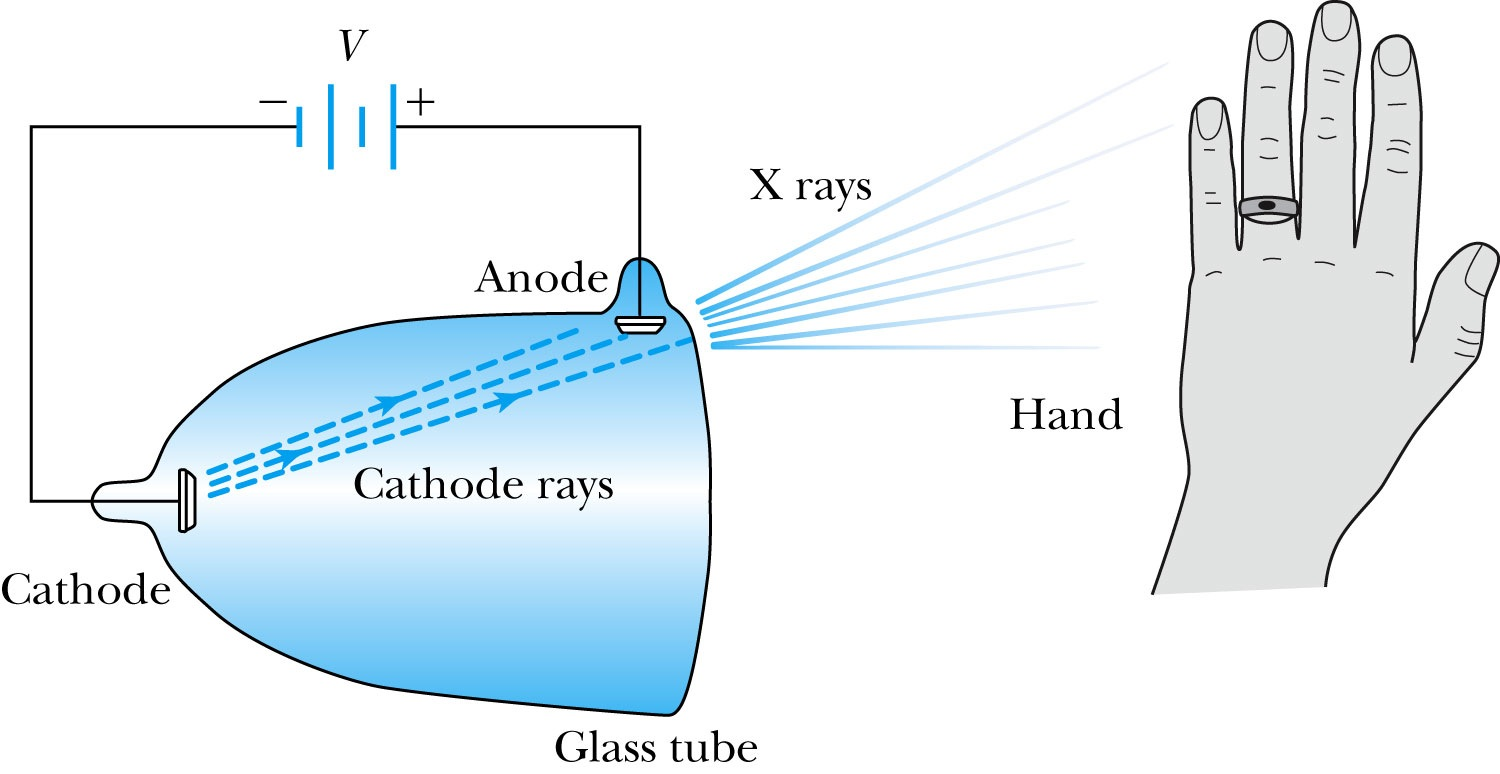 V
− +
X rays
Anode
Hand
Cathode rays
Cathode
Glass tube